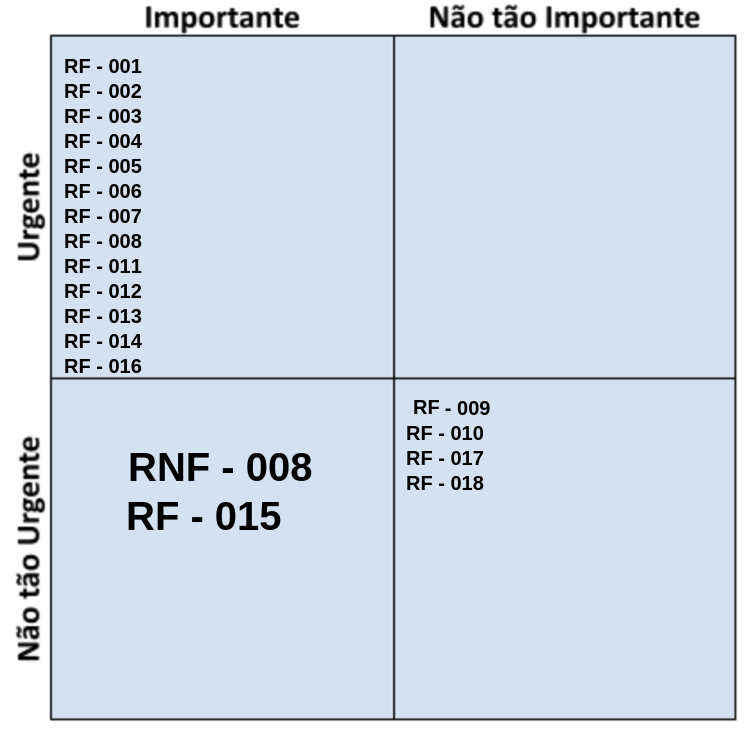 Importante
Não tão Importante
Urgente
RF - 001
RF - 002
RF - 003
RF - 004
RF - 005
RF - 006
RF - 007
RF - 008
RF - 011
RF - 012
RF - 013
RF - 014
RF - 016
Não tão Urgente
RNF - 008
RF - 015
RF - 009
RF - 010
RF - 017
RF - 018